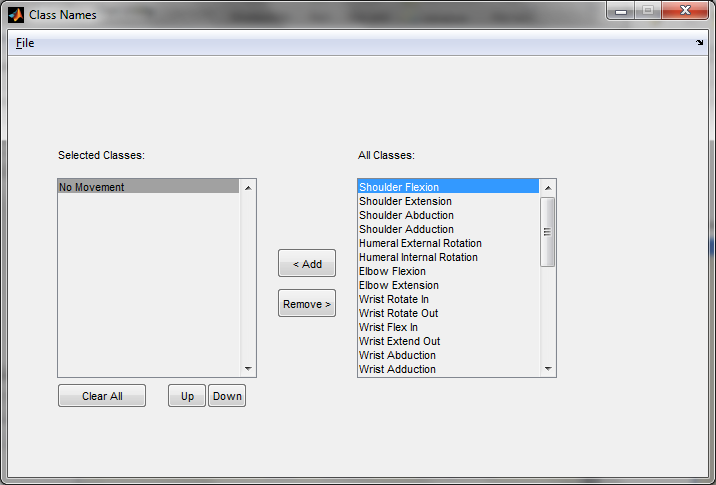 Class Names
File
Selected Classes:
No Movement
Clear All
Up
Down
< Add
Remove >
All Classes:
Shoulder Flexion
Shoulder Extension
Shoulder Abduction
Shoulder Adduction
Humeral External Rotation
Humeral Internal Rotation
Elbow Flexion
Elbow Extension
Wrist Rotate In
Wrist Rotate Out
Wrist Flex In
Wrist Extend Out
Wrist Abduction
Wrist Adduction